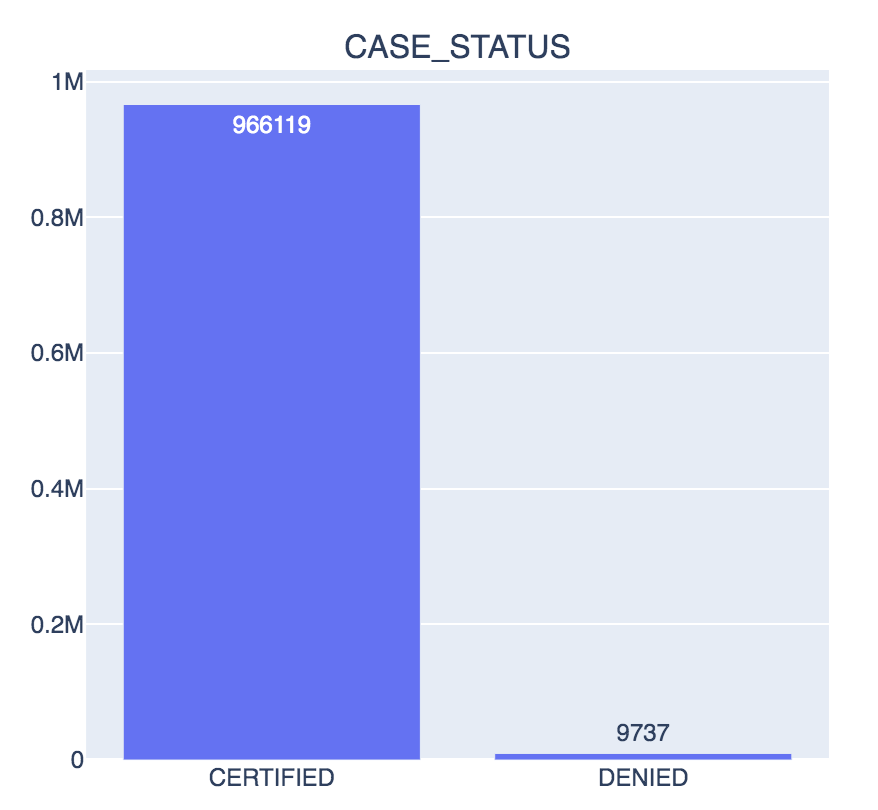 CASE_STATUS
1M
966119
0.8M
0.6M
0.4M
0.2M
9737
0
CERTIFIED DENIED